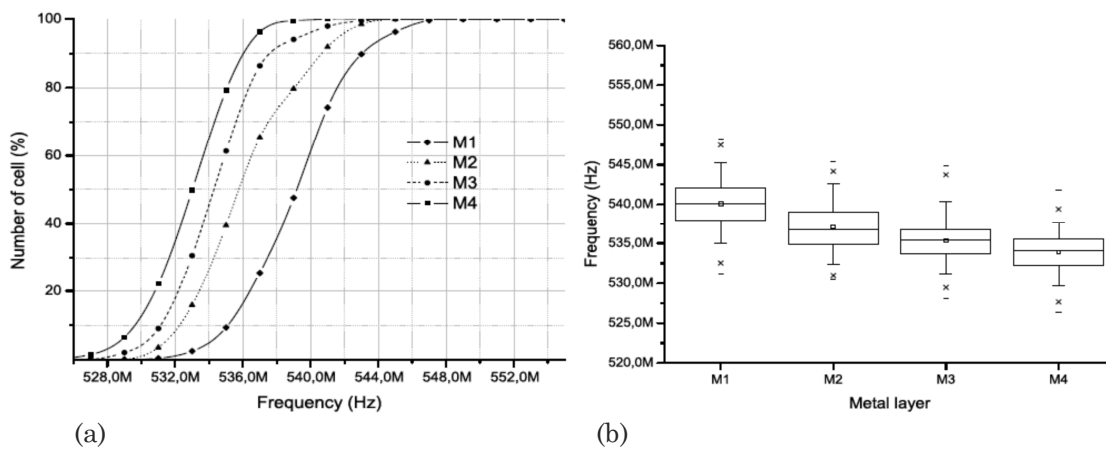 100
80
60
40
20
Number of cell (%)
M1
M2
M3
M4
528,0M 532,0M 536,0M 540,0M 544,0M 548,0M 552,0M
Frequency (Hz)
(a)
560,0M
555,0M
550,0M
545,0M
540,0M
535,0M
530,0M
525,0M
520,0M
Frequency (Hz)
M1 M2 M3 M4
Metal layer
(b)